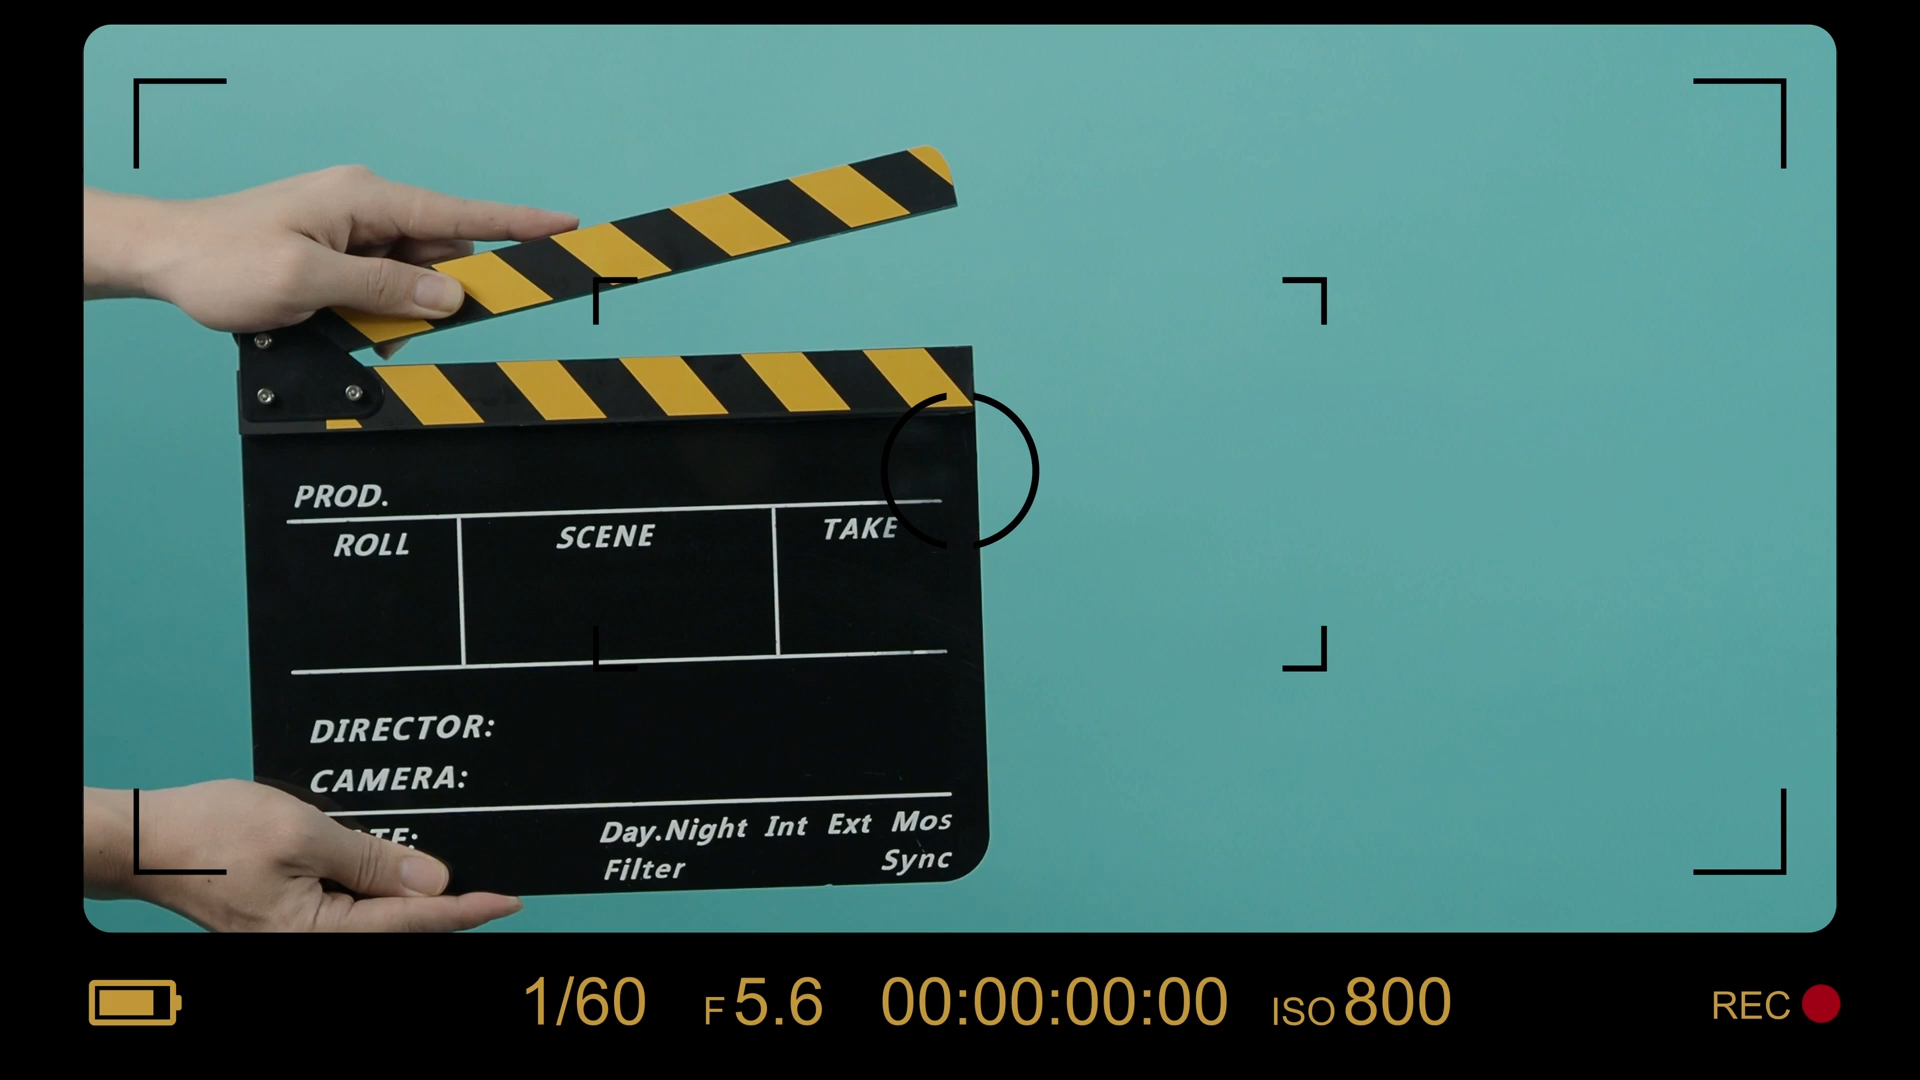 PROD.
ROLL SCENE TAKE
DIRECTOR:
CAMERA:
Day.Night Int Ext Mos
Filter Sync
1/60 F 5.6 00:00:00:00 ISO 800 REC